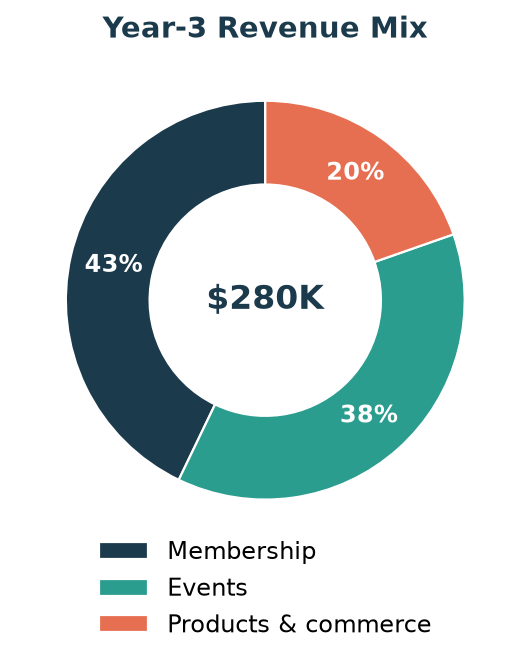 Year-3 Revenue Mix
20%
43%
$280K
38%
Membership
Events
Products & commerce